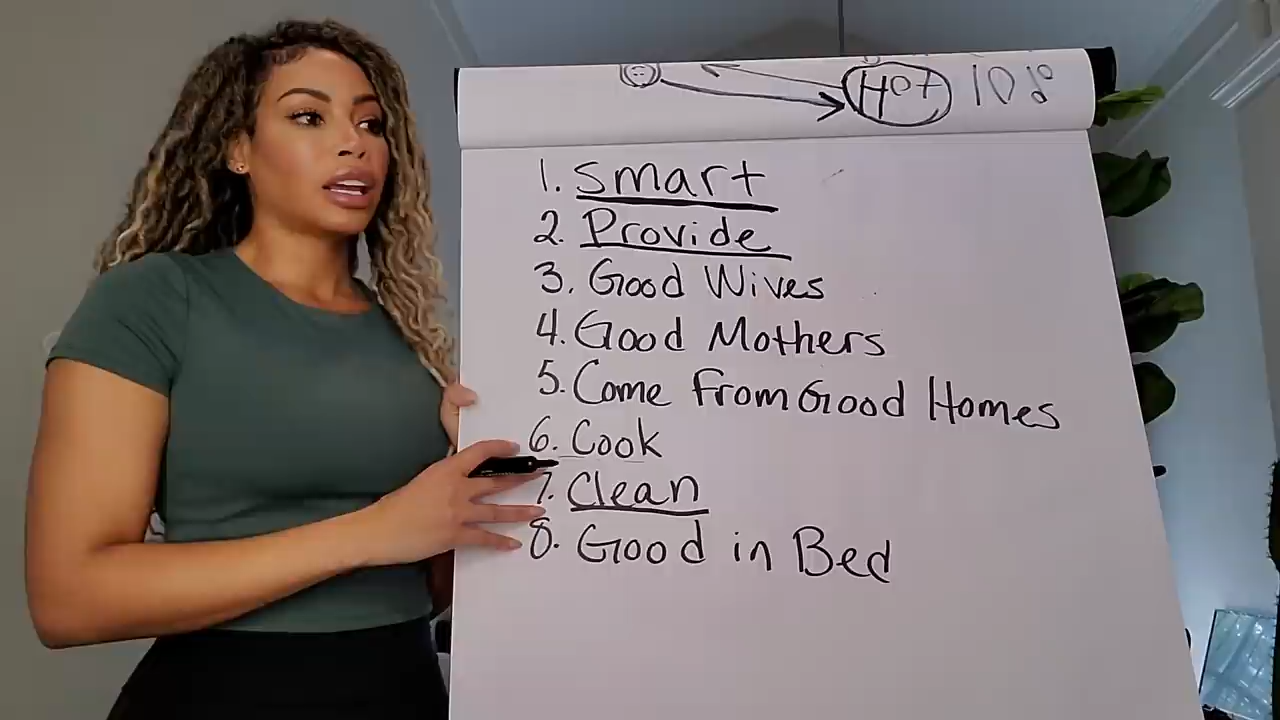 Hot 10%
1. Smart
2. Provide
3. Good Wives
4. Good Mothers
5. Come From Good Homes
6. Cook
7. Clean
8. Good in Bed